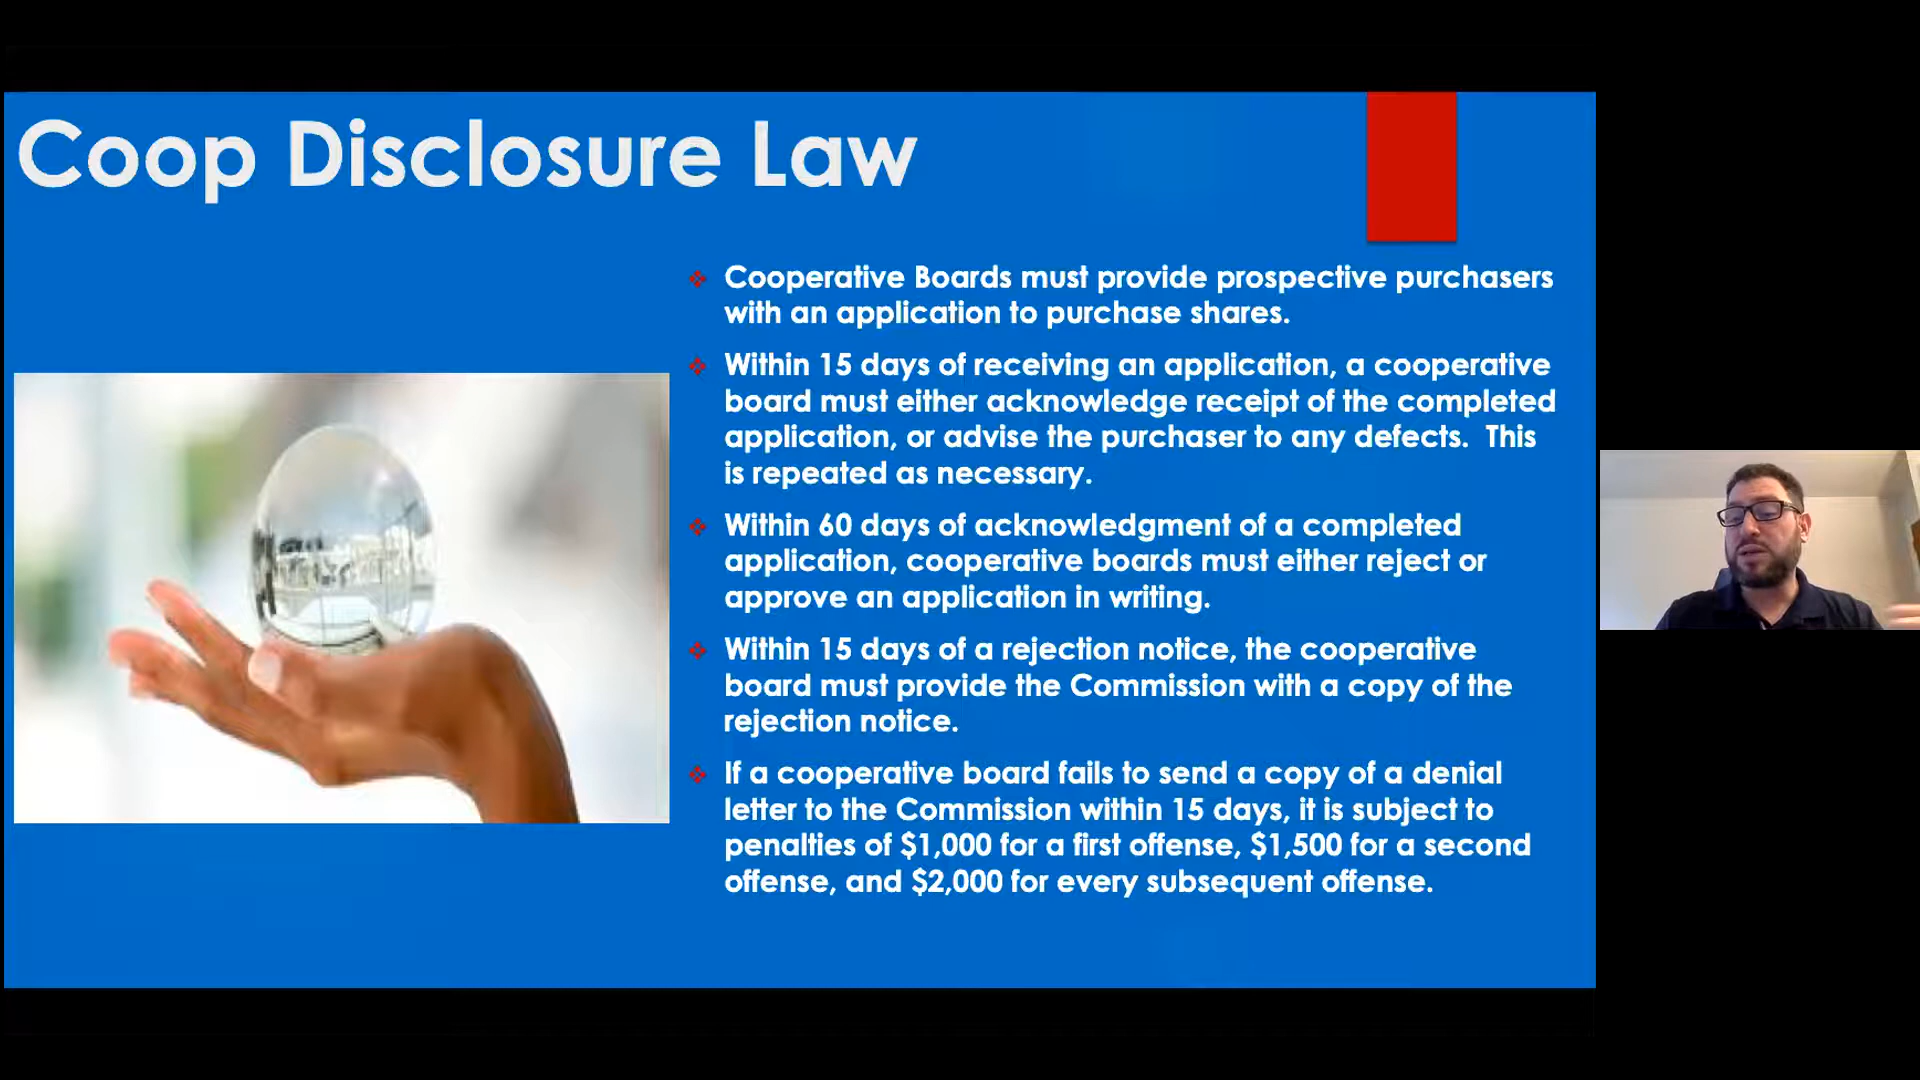 Coop Disclosure Law
Cooperative Boards must provide prospective purchasers
with an application to purchase shares.
Within 15 days of receiving an application, a cooperative
board must either acknowledge receipt of the completed
application, or advise the purchaser to any defects.  This
is repeated as necessary.
Within 60 days of acknowledgment of a completed
application, cooperative boards must either reject or
approve an application in writing.
Within 15 days of a rejection notice, the cooperative
board must provide the Commission with a copy of the
rejection notice.
If a cooperative board fails to send a copy of a denial
letter to the Commission within 15 days, it is subject to
penalties of $1,000 for a first offense, $1,500 for a second
offense, and $2,000 for every subsequent offense.